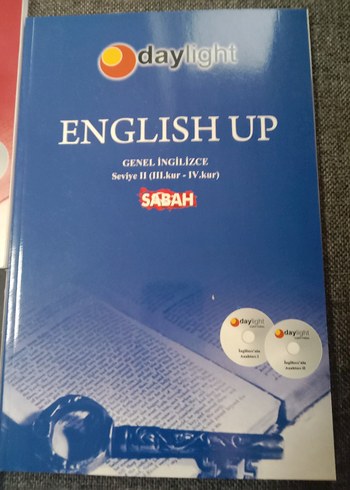 daylight
ENGLISH UP
GENEL İNGİLİZCE
Seviye II (III.kur - IV.kur)
SABAH
daylight
daylight